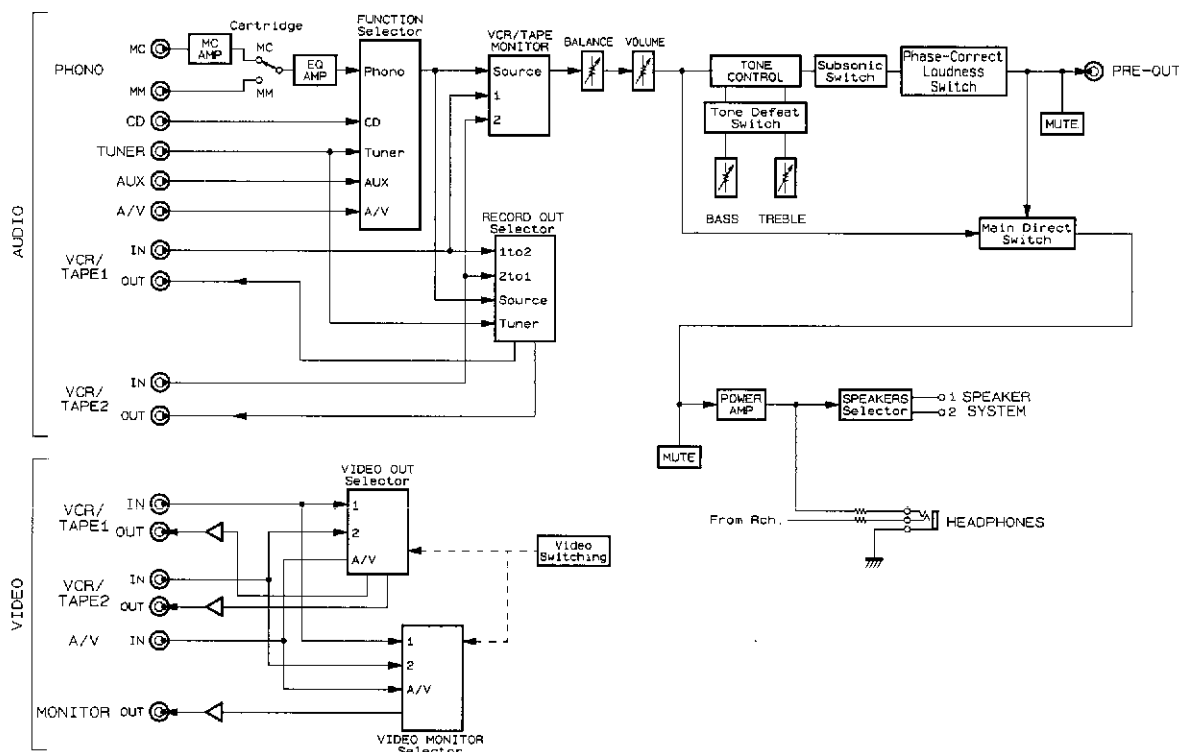 AUDIO
PHONO
MC
MC AMP
Cartridge
MC
MM
MM
EQ AMP
FUNCTION Selector
Phono
CD
Tuner
AUX
A/V
CD
TUNER
AUX
A/V
VCR/TAPE1
IN
OUT
VCR/TAPE2
IN
OUT
VCR/TAPE MONITOR
Source
1
2
RECORD OUT Selector
1to2
2to1
Source
Tuner
BALANCE
VOLUME
TONE CONTROL
Tone Defeat Switch
BASS
TREBLE
Subsonic Switch
Phase-Correct Loudness Switch
PRE-OUT
MUTE
Main Direct Switch
POWER AMP
MUTE
SPEAKERS Selector
1 SPEAKER
2 SYSTEM
From Rch.
HEADPHONES
VIDEO
VCR/TAPE1
IN
OUT
VCR/TAPE2
IN
OUT
A/V
IN
MONITOR OUT
VIDEO OUT Selector
1
2
A/V
Video Switching
1
2
A/V
VIDEO MONITOR Selector